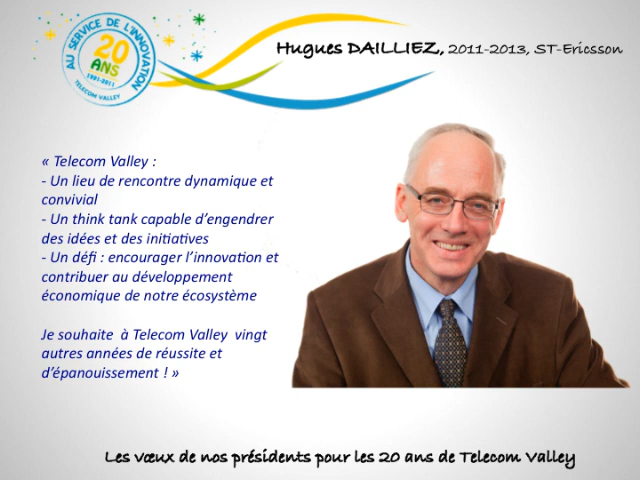 AU SERVICE DE L'INNOVATION
20
ANS
1991-2011
TELECOM VALLEY
Hugues DAILLIEZ, 2011-2013, ST-Ericsson
« Telecom Valley :
- Un lieu de rencontre dynamique et
convivial
- Un think tank capable d’engendrer
des idées et des initiatives
- Un défi : encourager l’innovation et
contribuer au développement
économique de notre écosystème
Je souhaite à Telecom Valley vingt
autres années de réussite et
d’épanouissement ! »
Les vœux de nos présidents pour les 20 ans de Telecom Valley